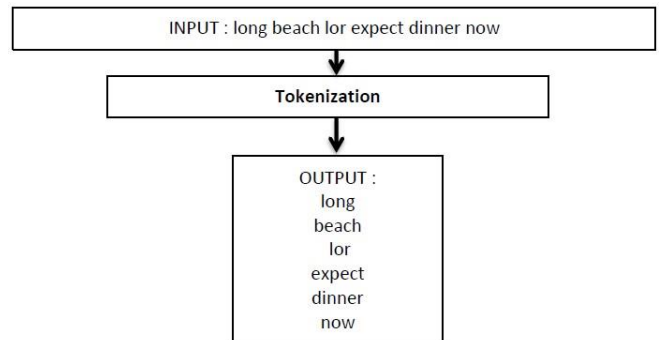 INPUT : long beach lor expect dinner now
Tokenization
OUTPUT :
long
beach
lor
expect
dinner
now